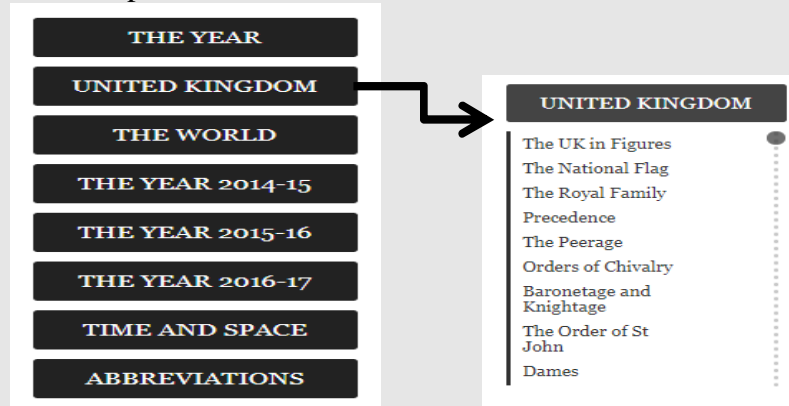 THE YEAR
UNITED KINGDOM
THE WORLD
THE YEAR 2014-15
THE YEAR 2015-16
THE YEAR 2016-17
TIME AND SPACE
ABBREVIATIONS
UNITED KINGDOM
The UK in Figures
The National Flag
The Royal Family
Precedence
The Peerage
Orders of Chivalry
Baronetage and
Knightage
The Order of St
John
Dames